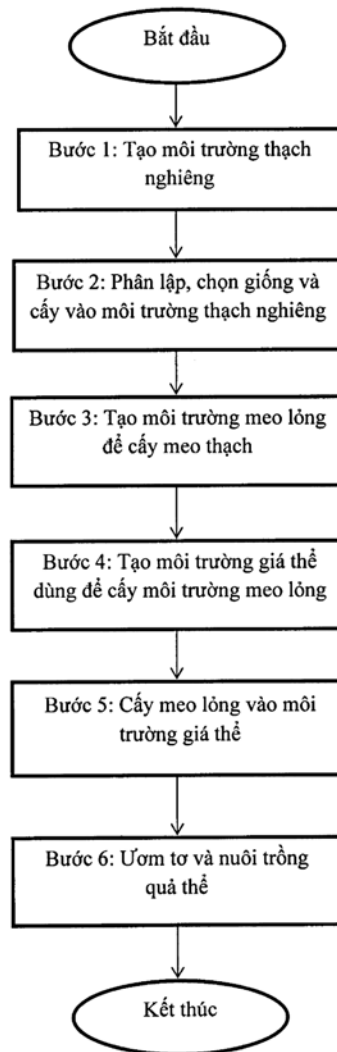 Bắt đầu
Bước 1: Tạo môi trường thạch
nghiêng
Bước 2: Phân lập, chọn giống và
cấy vào môi trường thạch nghiêng
Bước 3: Tạo môi trường meo lỏng
để cấy meo thạch
Bước 4: Tạo môi trường giá thể
dùng để cấy môi trường meo lỏng
Bước 5: Cấy meo lỏng vào môi
trường giá thể
Bước 6: Ươm tơ và nuôi trồng
quả thể
Kết thúc